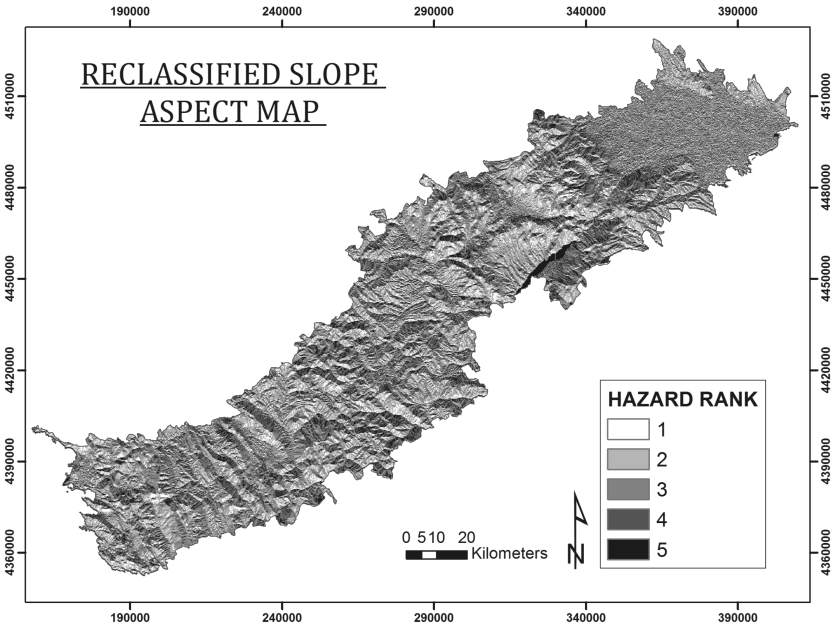 190000 240000 290000 340000 390000
RECLASSIFIED SLOPE
ASPECT MAP
4510000 4510000
4480000 4480000
4450000 4450000
4420000 4420000
4390000 4390000
4360000 4360000
HAZARD RANK
1
2
3
4
5
0 5 10 20
Kilometers
N
190000 240000 290000 340000 390000